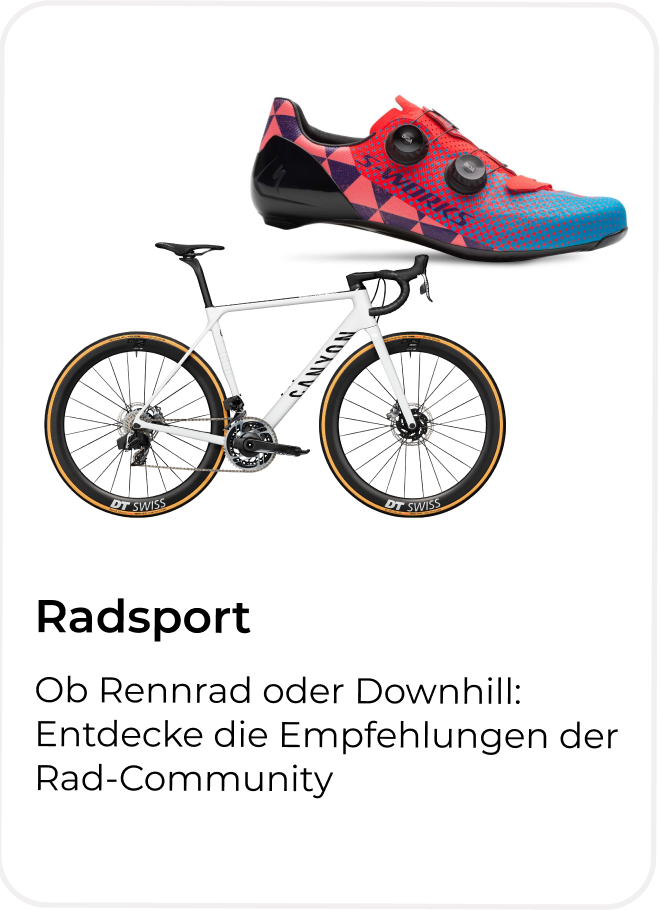 S-WORKS
CANYON
DT SWISS
DT SWISS
Radsport
Ob Rennrad oder Downhill:
Entdecke die Empfehlungen der
Rad-Community